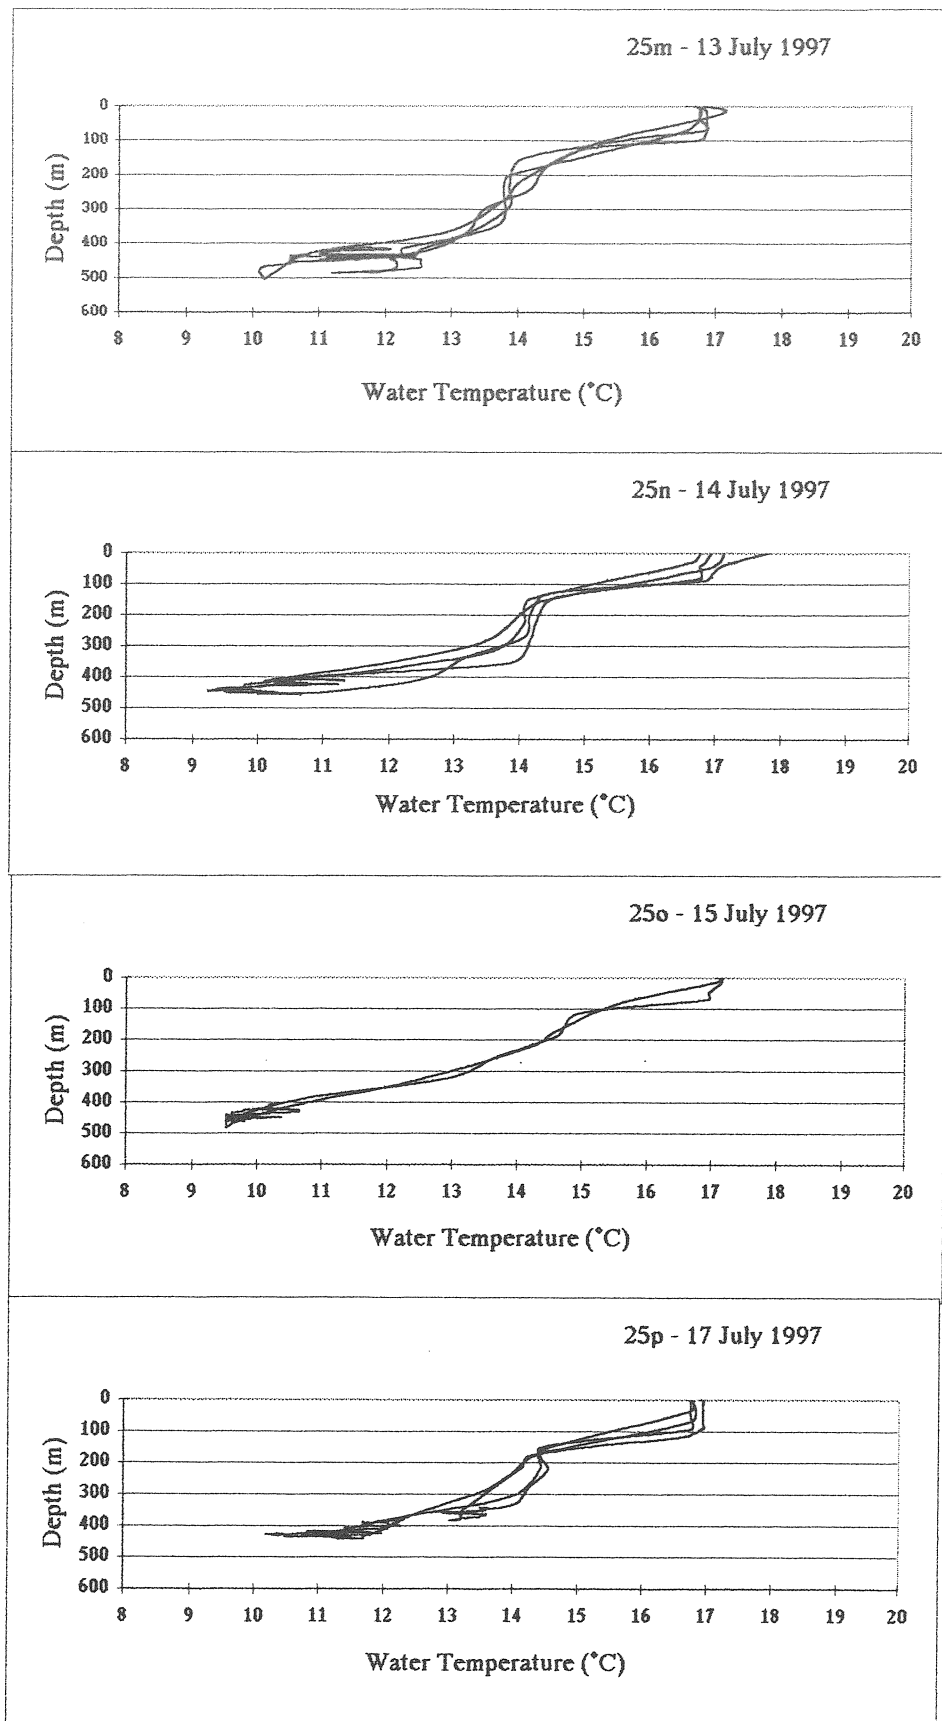 25m - 13 July 1997
0
100
200
300
400
500
600
Depth (m)
8 9 10 11 12 13 14 15 16 17 18 19 20
Water Temperature (°C)
25n - 14 July 1997
0
100
200
300
400
500
600
Depth (m)
8 9 10 11 12 13 14 15 16 17 18 19 20
Water Temperature (°C)
25o - 15 July 1997
0
100
200
300
400
500
600
Depth (m)
8 9 10 11 12 13 14 15 16 17 18 19 20
Water Temperature (°C)
25p - 17 July 1997
0
100
200
300
400
500
600
Depth (m)
8 9 10 11 12 13 14 15 16 17 18 19 20
Water Temperature (°C)